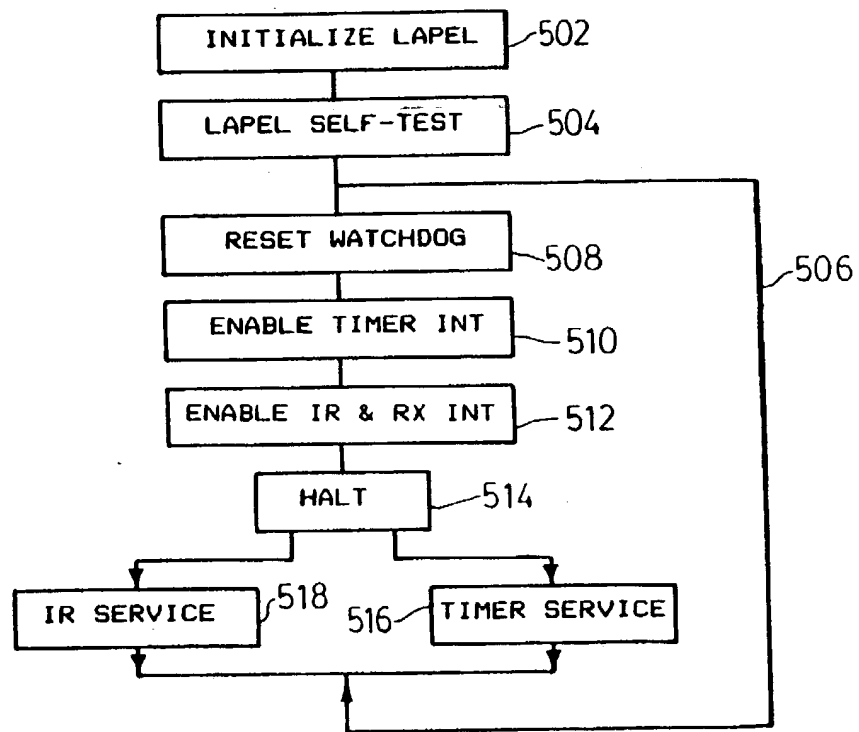 INITIALIZE LAPEL
502
LAPEL SELF-TEST
504
RESET WATCHDOG
508
506
ENABLE TIMER INT
510
ENABLE IR & RX INT
512
HALT
514
IR SERVICE
518
516
TIMER SERVICE